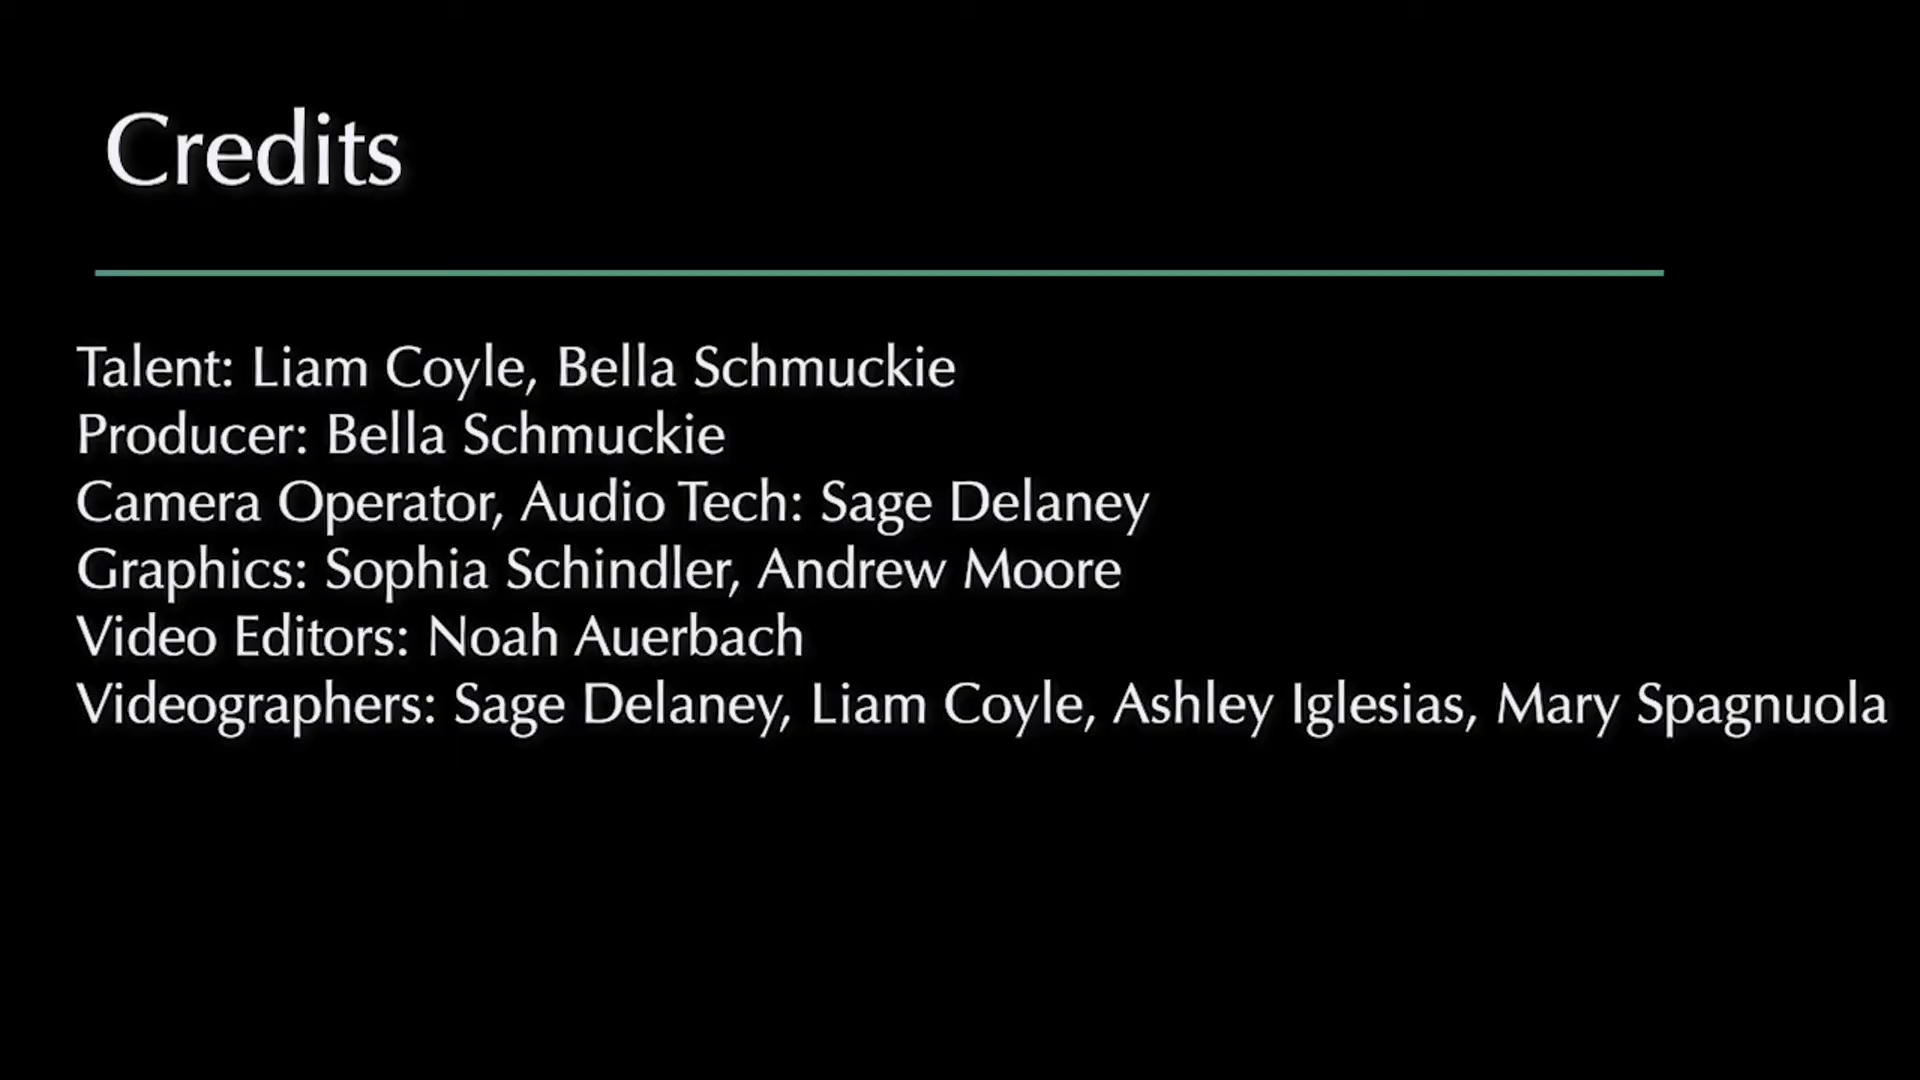 Credits
Talent: Liam Coyle, Bella Schmuckie
Producer: Bella Schmuckie
Camera Operator, Audio Tech: Sage Delaney
Graphics: Sophia Schindler, Andrew Moore
Video Editors: Noah Auerbach
Videographers: Sage Delaney, Liam Coyle, Ashley Iglesias, Mary Spagnuola